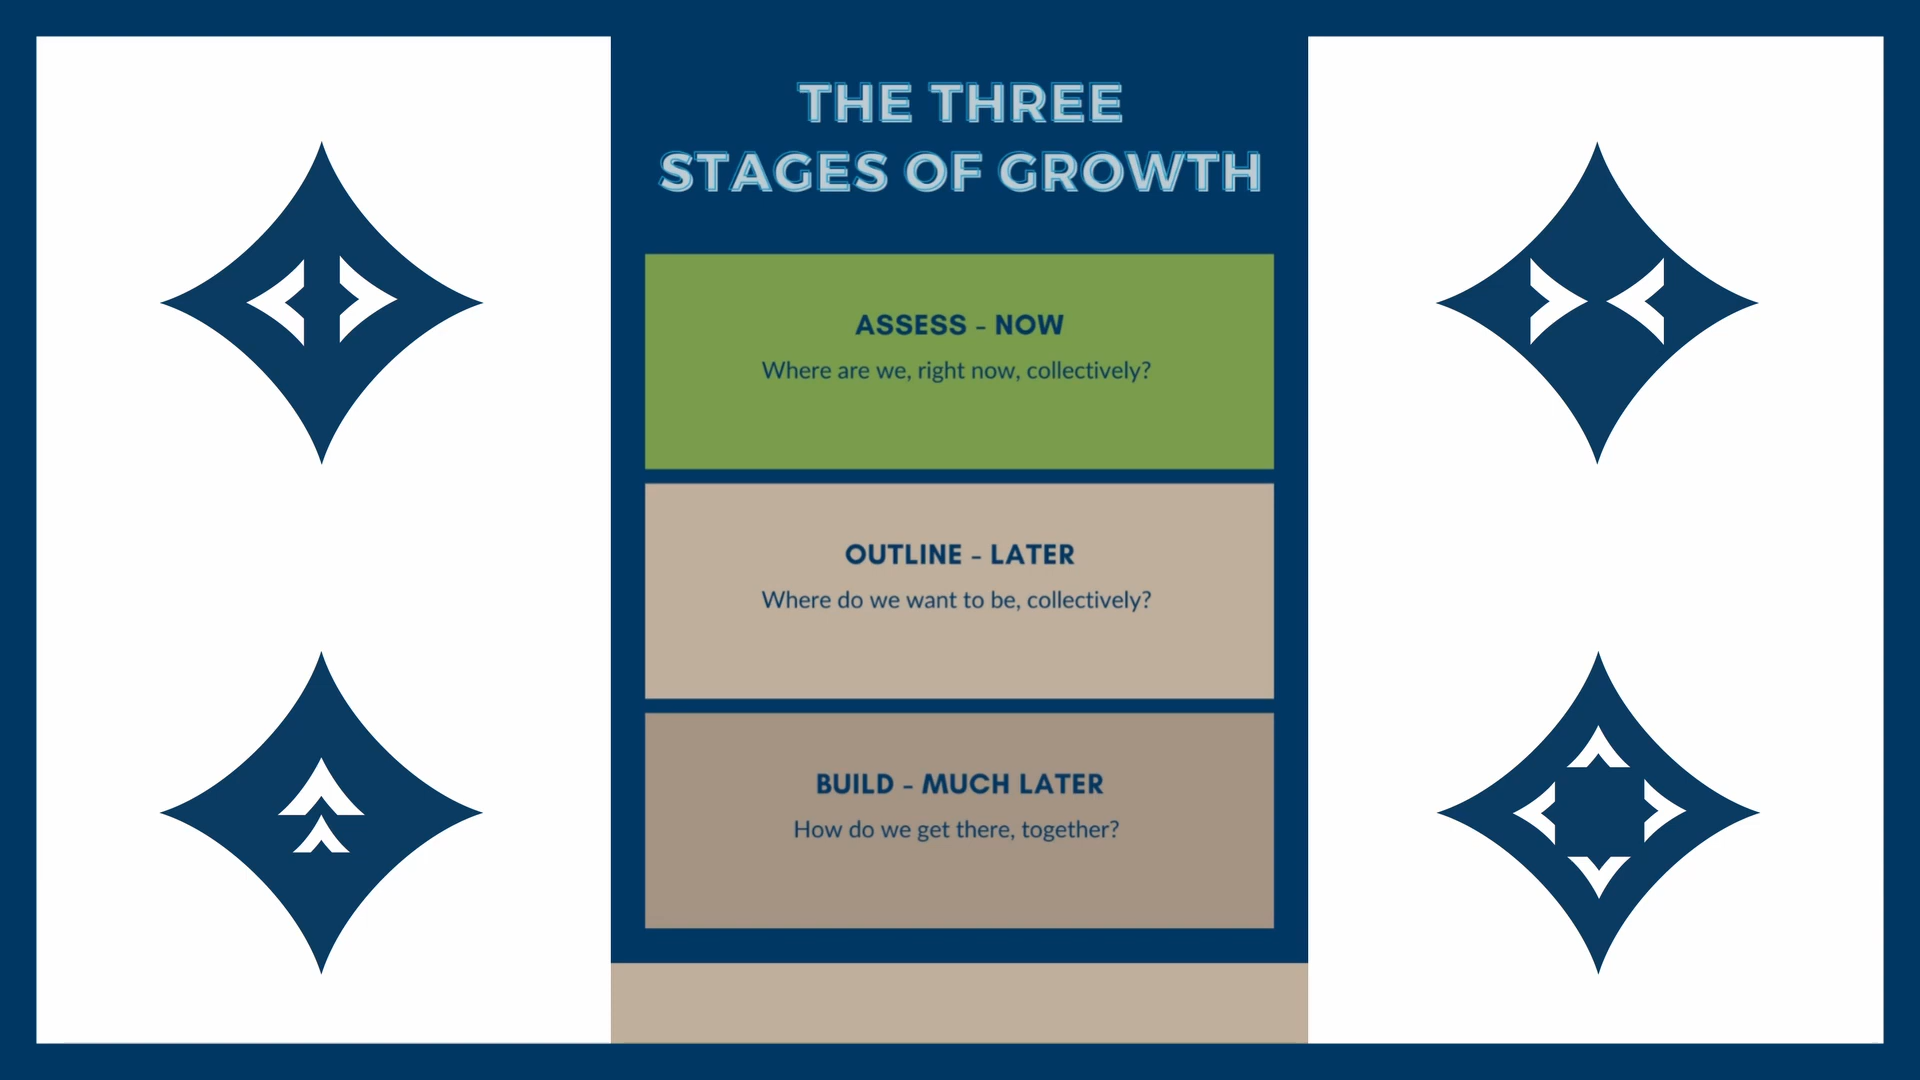 THE THREE
STAGES OF GROWTH
ASSESS - NOW
Where are we, right now, collectively?
OUTLINE - LATER
Where do we want to be, collectively?
BUILD - MUCH LATER
How do we get there, together?